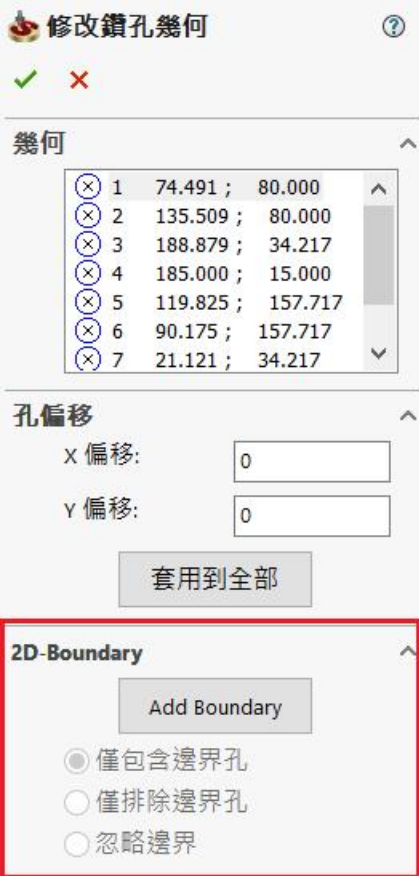 修改鑽孔幾何
幾何
1 74.491 ; 80.000
2 135.509 ; 80.000
3 188.879 ; 34.217
4 185.000 ; 15.000
5 119.825 ; 157.717
6 90.175 ; 157.717
7 21.121 ; 34.217
孔偏移
X 偏移: 0
Y 偏移: 0
套用到全部
2D-Boundary
Add Boundary
僅包含邊界孔
僅排除邊界孔
忽略邊界